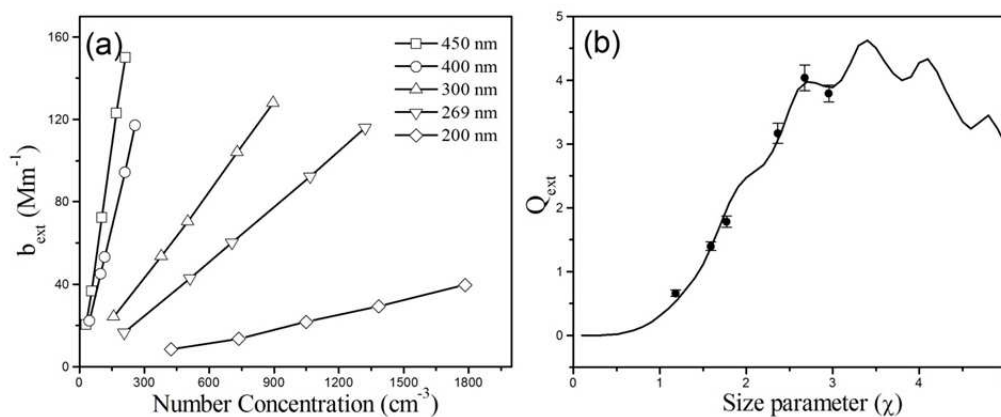 (a)
450 nm
400 nm
300 nm
269 nm
200 nm
b_ext (Mm⁻¹)
160
120
80
40
0
0 300 600 900 1200 1500 1800
Number Concentration (cm⁻³)
(b)
Q_ext
5
4
3
2
1
0
0 1 2 3 4
Size parameter (χ)